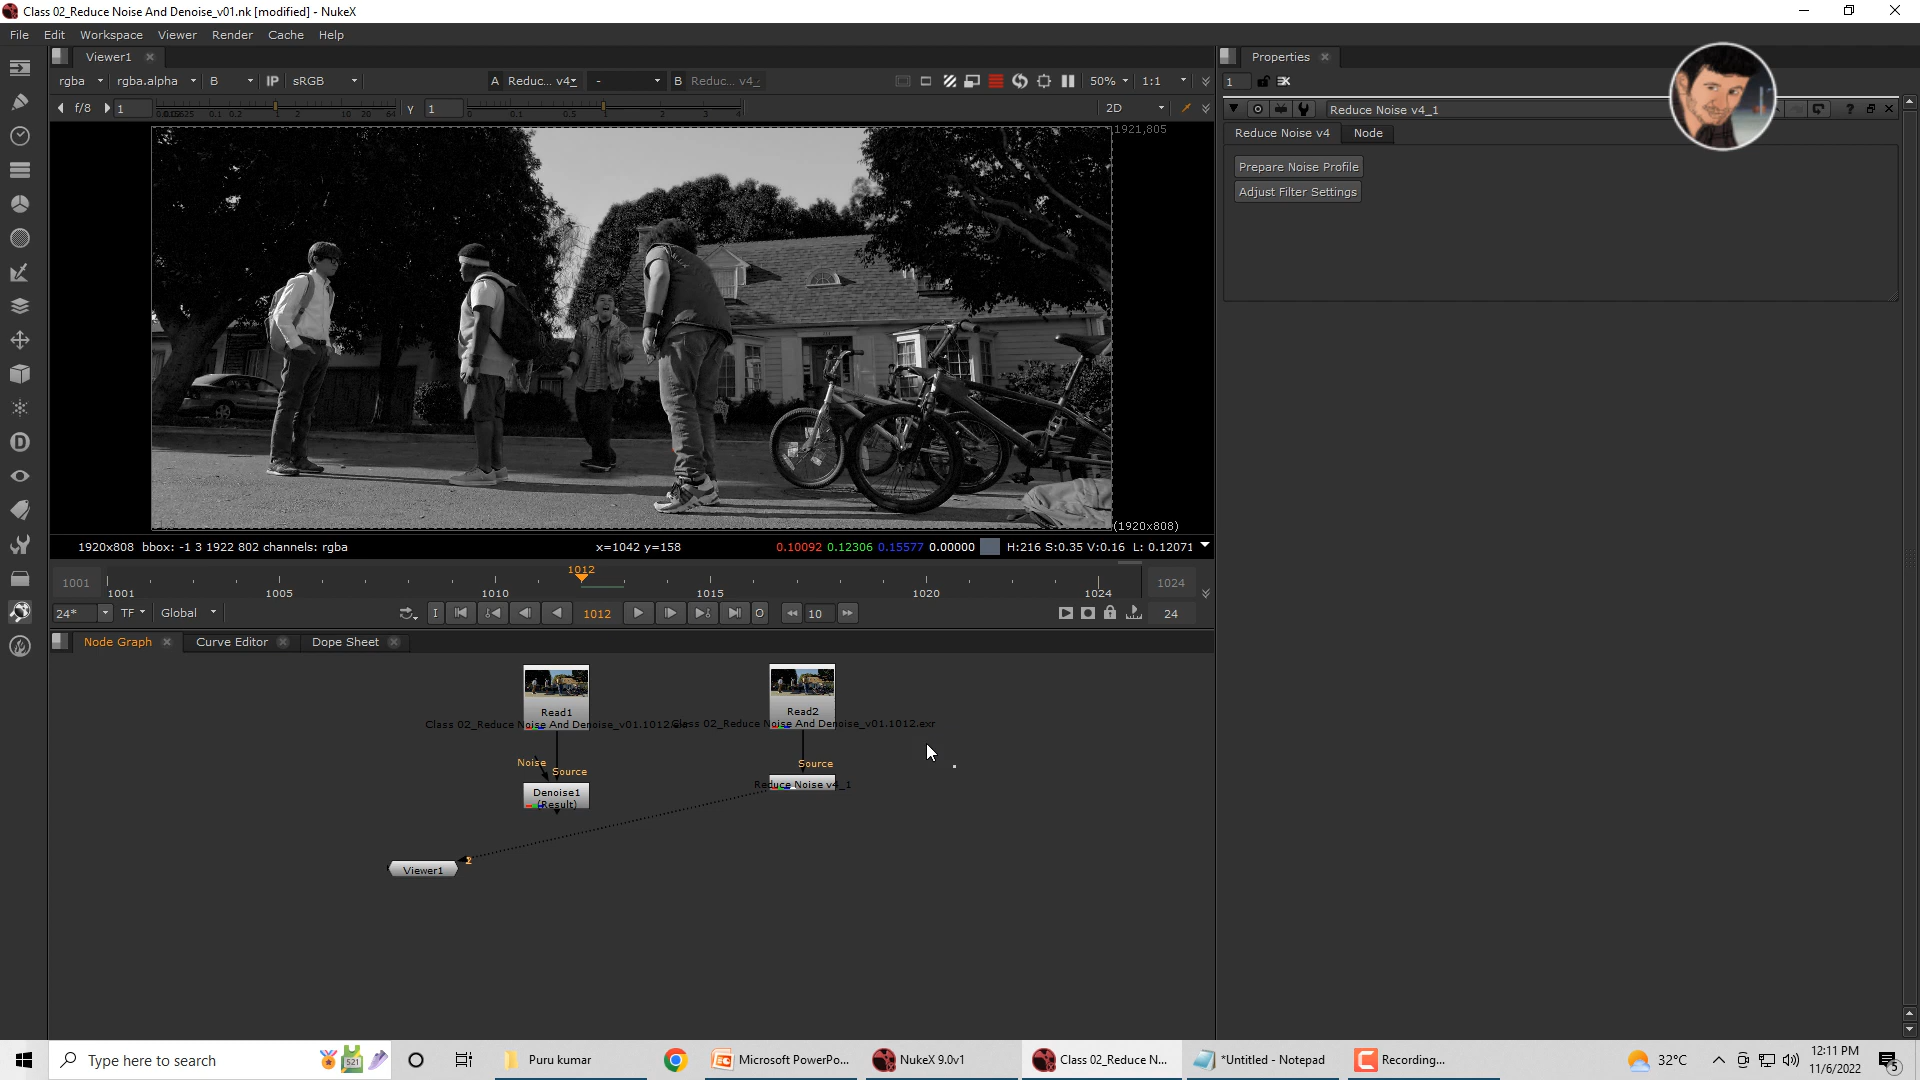 Class 02_Reduce Noise And Denoise_v01.nk [modified] - NukeX
File Edit Workspace Viewer Render Cache Help
Viewer1
Properties
rgba rgba.alpha B IP sRGB A Reduc... v4 - B Reduc... v4 50% 1:1
1
f/8 1 Y 1 2D
Reduce Noise v4_1
Reduce Noise v4 Node
Prepare Noise Profile
Adjust Filter Settings
1921,805
(1920x808)
1920x808 bbox: -1 3 1922 802 channels: rgba x=1042 y=158 0.10092 0.12306 0.15577 0.00000 H:216 S:0.35 V:0.16 L: 0.12071
1012
1001 1024
1001 1005 1010 1015 1020 1024
24* TF Global I 1012 O 10 24
Node Graph Curve Editor Dope Sheet
Read1
Class 02_Reduce Noise And Denoise_v01.1012.exr
Read2
Class 02_Reduce Noise And Denoise_v01.1012.exr
Noise
Source
Source
Denoise1
(Result)
Reduce Noise v4_1
Viewer1
Type here to search
Puru kumar
Microsoft PowerPo...
NukeX 9.0v1
Class 02_Reduce N...
*Untitled - Notepad
Recording...
32°C
12:11 PM
11/6/2022
5